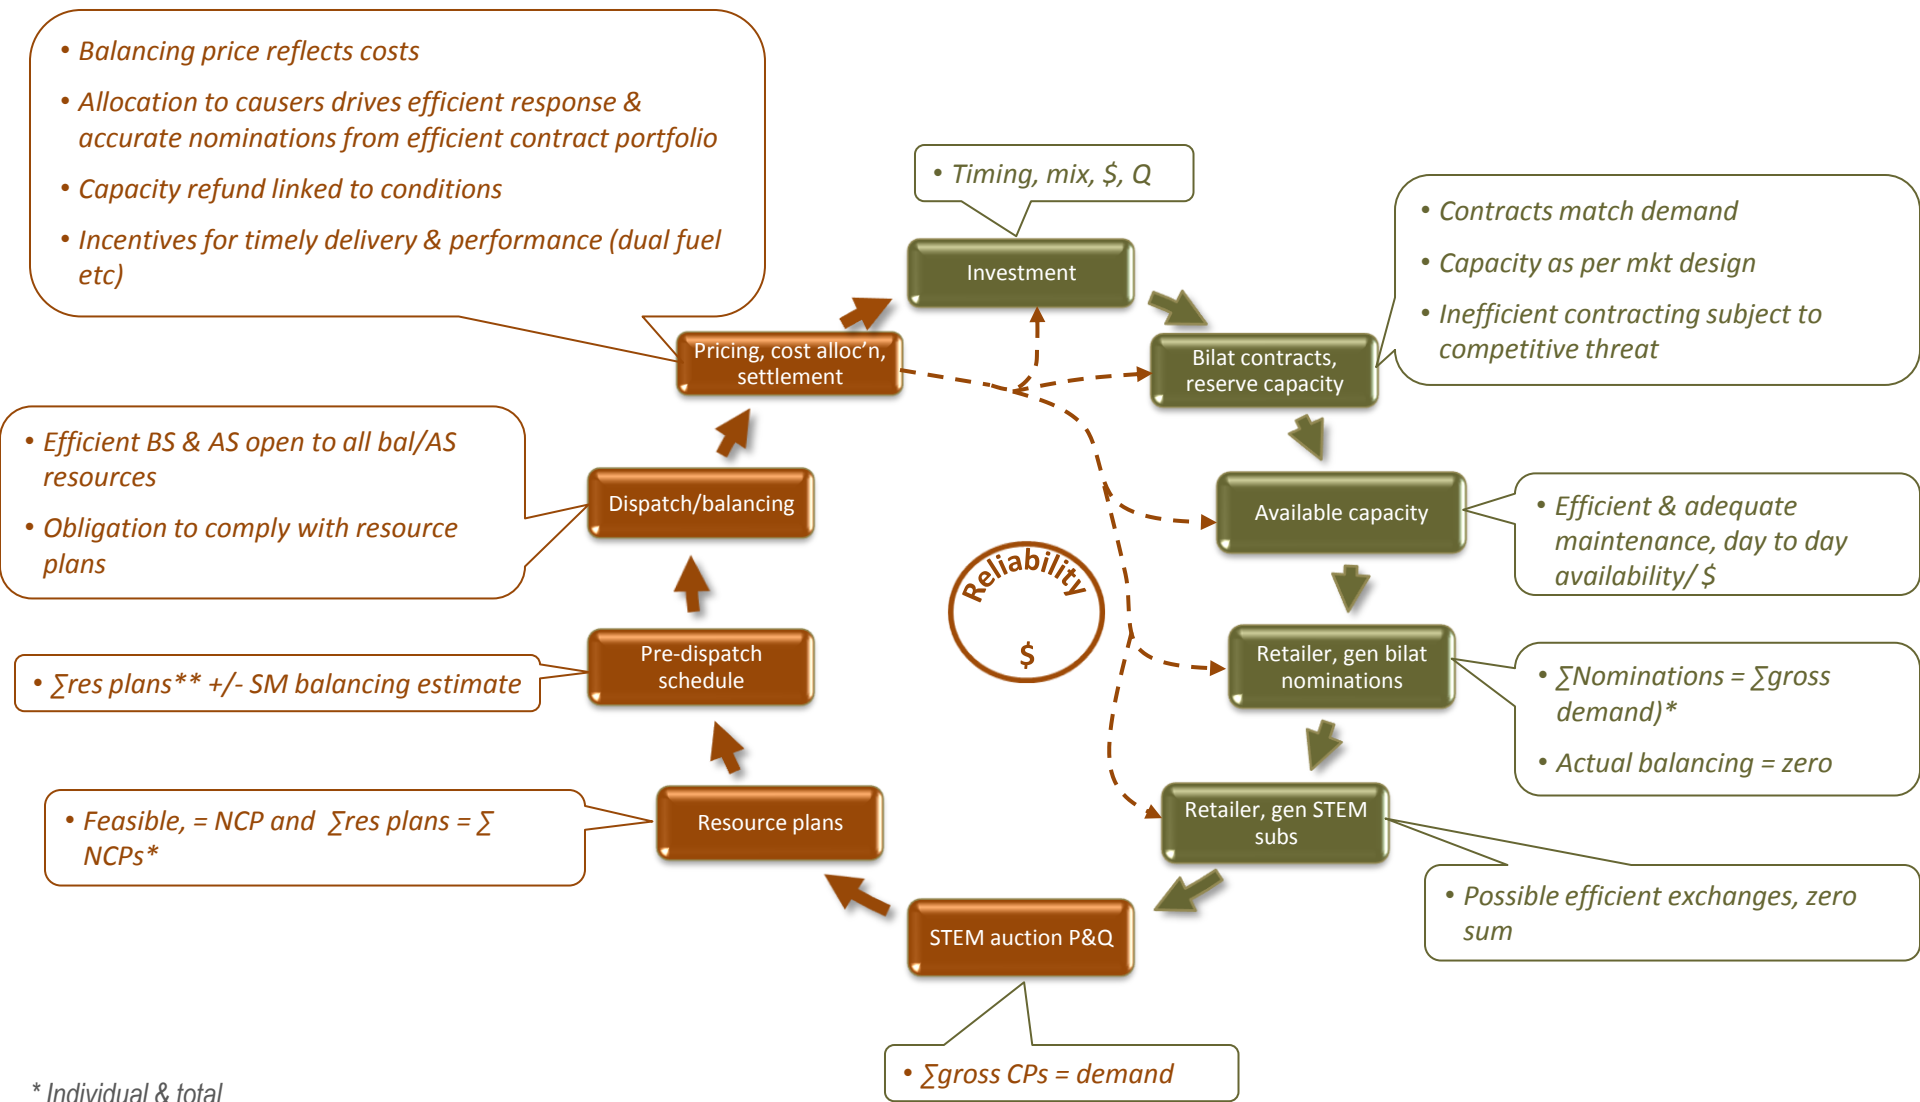 • Balancing price reflects costs
• Allocation to causers drives efficient response &
accurate nominations from efficient contract portfolio
• Capacity refund linked to conditions
• Incentives for timely delivery & performance (dual fuel
etc)
• Timing, mix, $, Q
• Contracts match demand
• Capacity as per mkt design
• Inefficient contracting subject to
competitive threat
Investment
Pricing, cost alloc'n,
settlement
Bilat contracts,
reserve capacity
• Efficient BS & AS open to all bal/AS
resources
• Obligation to comply with resource
plans
Dispatch/balancing
Available capacity
• Efficient & adequate
maintenance, day to day
availability/ $
Reliability
$
• ∑res plans** +/- SM balancing estimate
Pre-dispatch
schedule
Retailer, gen bilat
nominations
• ∑Nominations = ∑gross
demand)*
• Actual balancing = zero
• Feasible, = NCP and ∑res plans = ∑
NCPs*
Resource plans
Retailer, gen STEM
subs
• Possible efficient exchanges, zero
sum
STEM auction P&Q
• ∑gross CPs = demand
* Individual & total